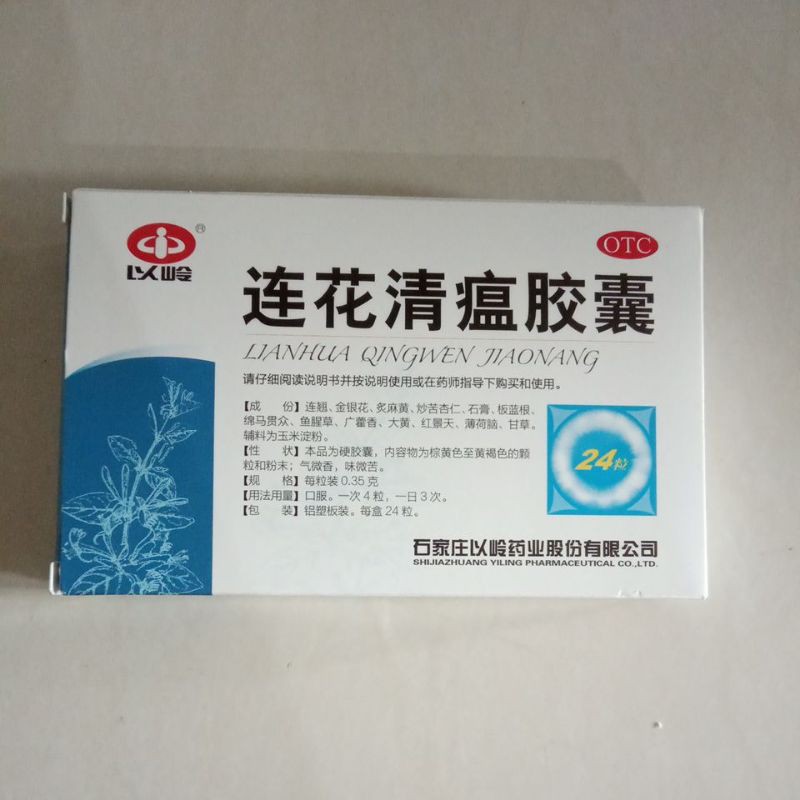 以岭
®
OTC
连花清瘟胶囊
LIANHUA QINGWEN JIAONANG
请仔细阅读说明书并按说明使用或在药师指导下购买和使用。
【成 份】连翘、金银花、炙麻黄、炒苦杏仁、石膏、板蓝根、
绵马贯众、鱼腥草、广藿香、大黄、红景天、薄荷脑、甘草。
辅料为玉米淀粉。
【性 状】本品为硬胶囊，内容物为棕黄色至黄褐色的颗
粒和粉末；气微香，味微苦。
【规 格】每粒装 0.35 克
【用法用量】口服。一次 4 粒，一日 3 次。
【包 装】铝塑板装。每盒 24 粒。
24粒
石家庄以岭药业股份有限公司
SHIJIAZHUANG YILING PHARMACEUTICAL CO.,LTD.